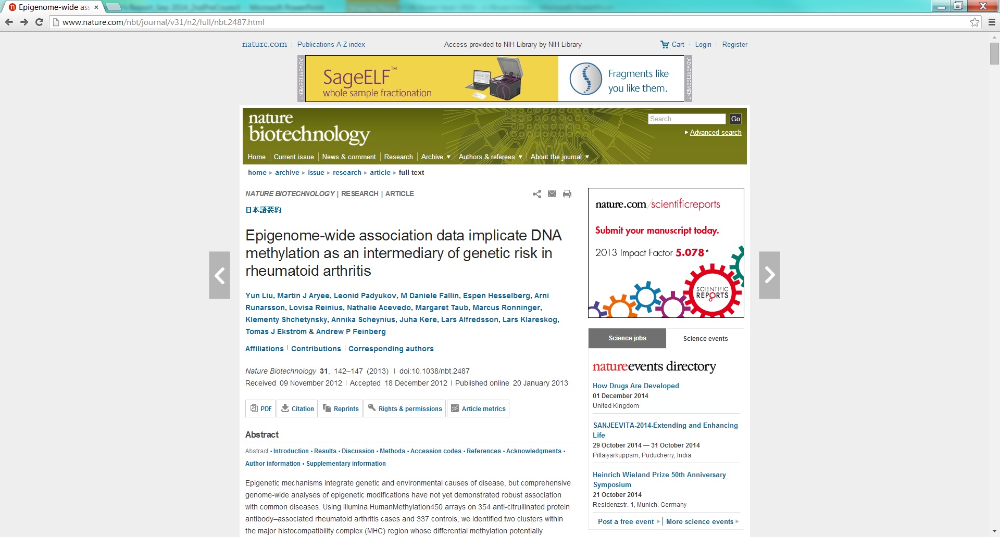 Epigenome-wide ass
www.nature.com/nbt/journal/v31/n2/full/nbt.2487.html
nature.com : Publications A-Z index
Access provided to NIH Library by NIH Library
Cart : Login : Register
ADVERTISEMENT
SageELF™
whole sample fractionation
Fragments like
you like them.
ADVERTISEMENT
nature
biotechnology
Search Go
Advanced search
Home | Current issue | News & comment | Research | Archive ▼ | Authors & referees ▼ | About the journal ▼
home ▸ archive ▸ issue ▸ research ▸ article ▸ full text
NATURE BIOTECHNOLOGY | RESEARCH | ARTICLE
日本語要約
Epigenome-wide association data implicate DNA
methylation as an intermediary of genetic risk in
rheumatoid arthritis
Yun Liu, Martin J Aryee, Leonid Padyukov, M Daniele Fallin, Espen Hesselberg, Arni
Runarsson, Lovisa Reinius, Nathalie Acevedo, Margaret Taub, Marcus Ronninger,
Klementy Shchetynsky, Annika Scheynius, Juha Kere, Lars Alfredsson, Lars Klareskog,
Tomas J Ekström & Andrew P Feinberg
Affiliations | Contributions | Corresponding authors
Nature Biotechnology 31, 142–147 (2013) | doi:10.1038/nbt.2487
Received 09 November 2012 | Accepted 18 December 2012 | Published online 20 January 2013
PDF Citation Reprints Rights & permissions Article metrics
Abstract
Abstract • Introduction • Results • Discussion • Methods • Accession codes • References • Acknowledgments •
Author information • Supplementary information
Epigenetic mechanisms integrate genetic and environmental causes of disease, but comprehensive
genome-wide analyses of epigenetic modifications have not yet demonstrated robust association
with common diseases. Using Illumina HumanMethylation450 arrays on 354 anti-citrullinated protein
antibody–associated rheumatoid arthritis cases and 337 controls, we identified two clusters within
the major histocompatibility complex (MHC) region whose differential methylation potentially
nature.com/scientificreports
Submit your manuscript today.
2013 Impact Factor 5.078*
SCIENTIFIC
REPORTS
Science jobs
Science events
natureevents directory
How Drugs Are Developed
01 December 2014
United Kingdom
SANJEEVITA-2014-Extending and Enhancing
Life
29 October 2014 — 31 October 2014
Pillaiyarkuppam, Puducherry, India
Heinrich Wieland Prize 50th Anniversary
Symposium
21 October 2014
Residenzstr. 1, Munich, Germany
Post a free event ▸ | More science events ▸